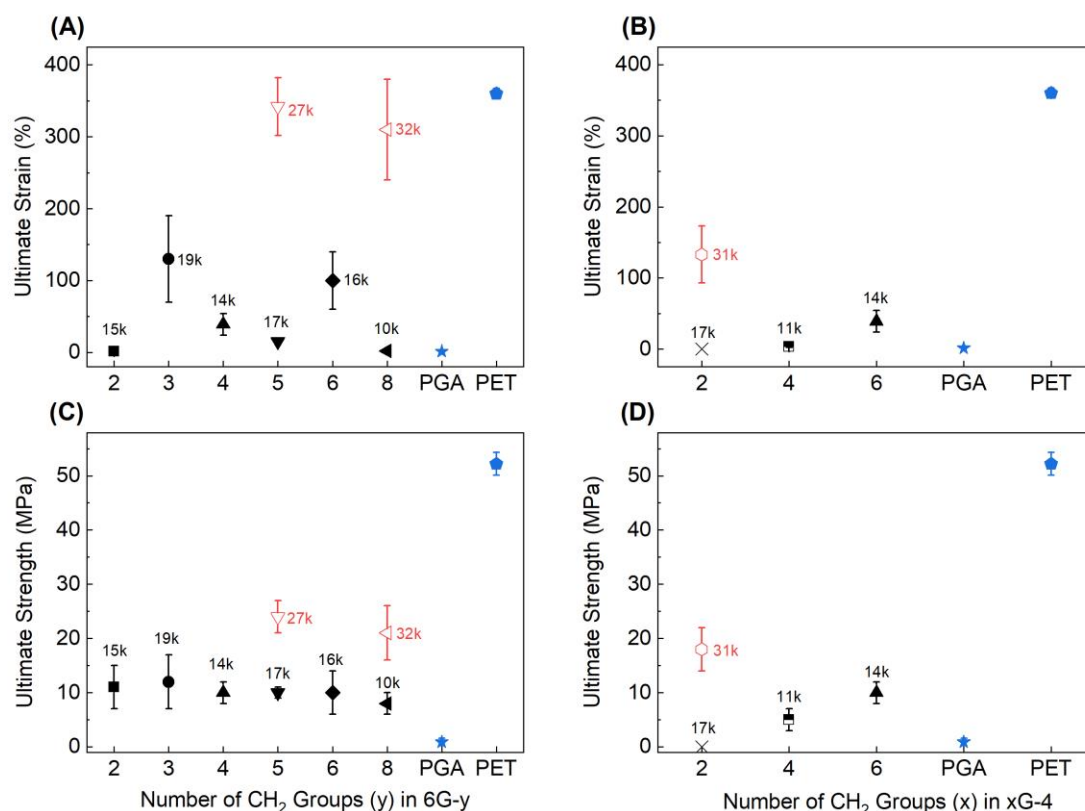 (A)
Ultimate Strain (%)
400
300
200
100
0
15k
19k
14k
17k
27k
16k
10k
32k
2 3 4 5 6 8 PGA PET
(B)
Ultimate Strain (%)
400
300
200
100
0
17k
31k
11k
14k
2 4 6 PGA PET
(C)
Ultimate Strength (MPa)
50
40
30
20
10
0
15k
19k
14k
17k
27k
16k
10k
32k
2 3 4 5 6 8 PGA PET
Number of CH₂ Groups (y) in 6G-y
(D)
Ultimate Strength (MPa)
50
40
30
20
10
0
17k
31k
11k
14k
2 4 6 PGA PET
Number of CH₂ Groups (x) in xG-4